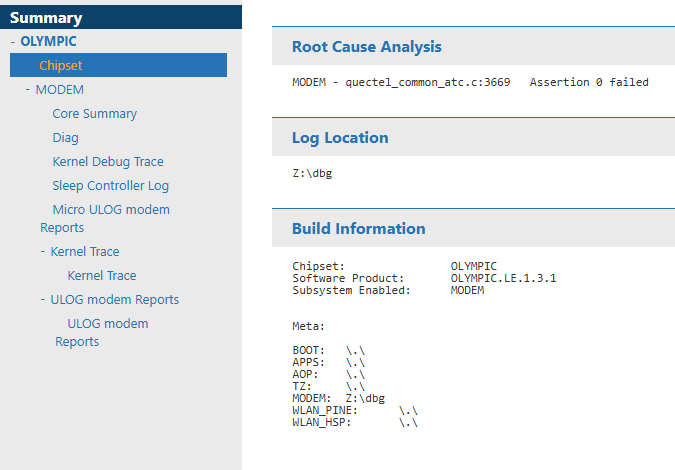 Summary
- OLYMPIC
Chipset
- MODEM
Core Summary
Diag
Kernel Debug Trace
Sleep Controller Log
Micro ULOG modem
Reports
- Kernel Trace
Kernel Trace
- ULOG modem Reports
ULOG modem
Reports
Root Cause Analysis
MODEM - quectel_common_atc.c:3669   Assertion 0 failed
Log Location
Z:\dbg
Build Information
Chipset:                OLYMPIC
Software Product:       OLYMPIC.LE.1.3.1
Subsystem Enabled:      MODEM
Meta:
BOOT:   \.\
APPS:   \.\
AOP:    \.\
TZ:     \.\
MODEM:  Z:\dbg
WLAN_PINE:      \.\
WLAN_HSP:       \.\